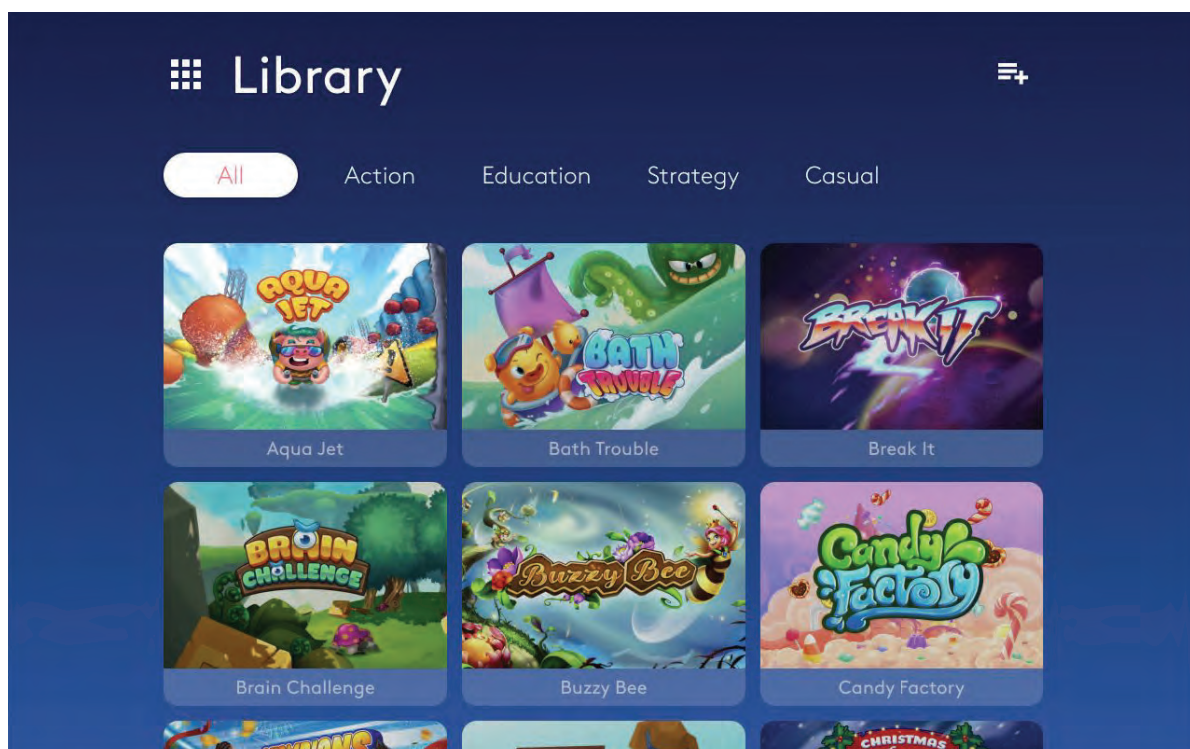 Library
All Action Education Strategy Casual
AQUA
JET
BATH
TROUBLE
BREAK IT
Aqua Jet Bath Trouble Break It
BRAIN
CHALLENGE
Buzzy Bee
Candy
Factory
Brain Challenge Buzzy Bee Candy Factory
CHRISTMAS